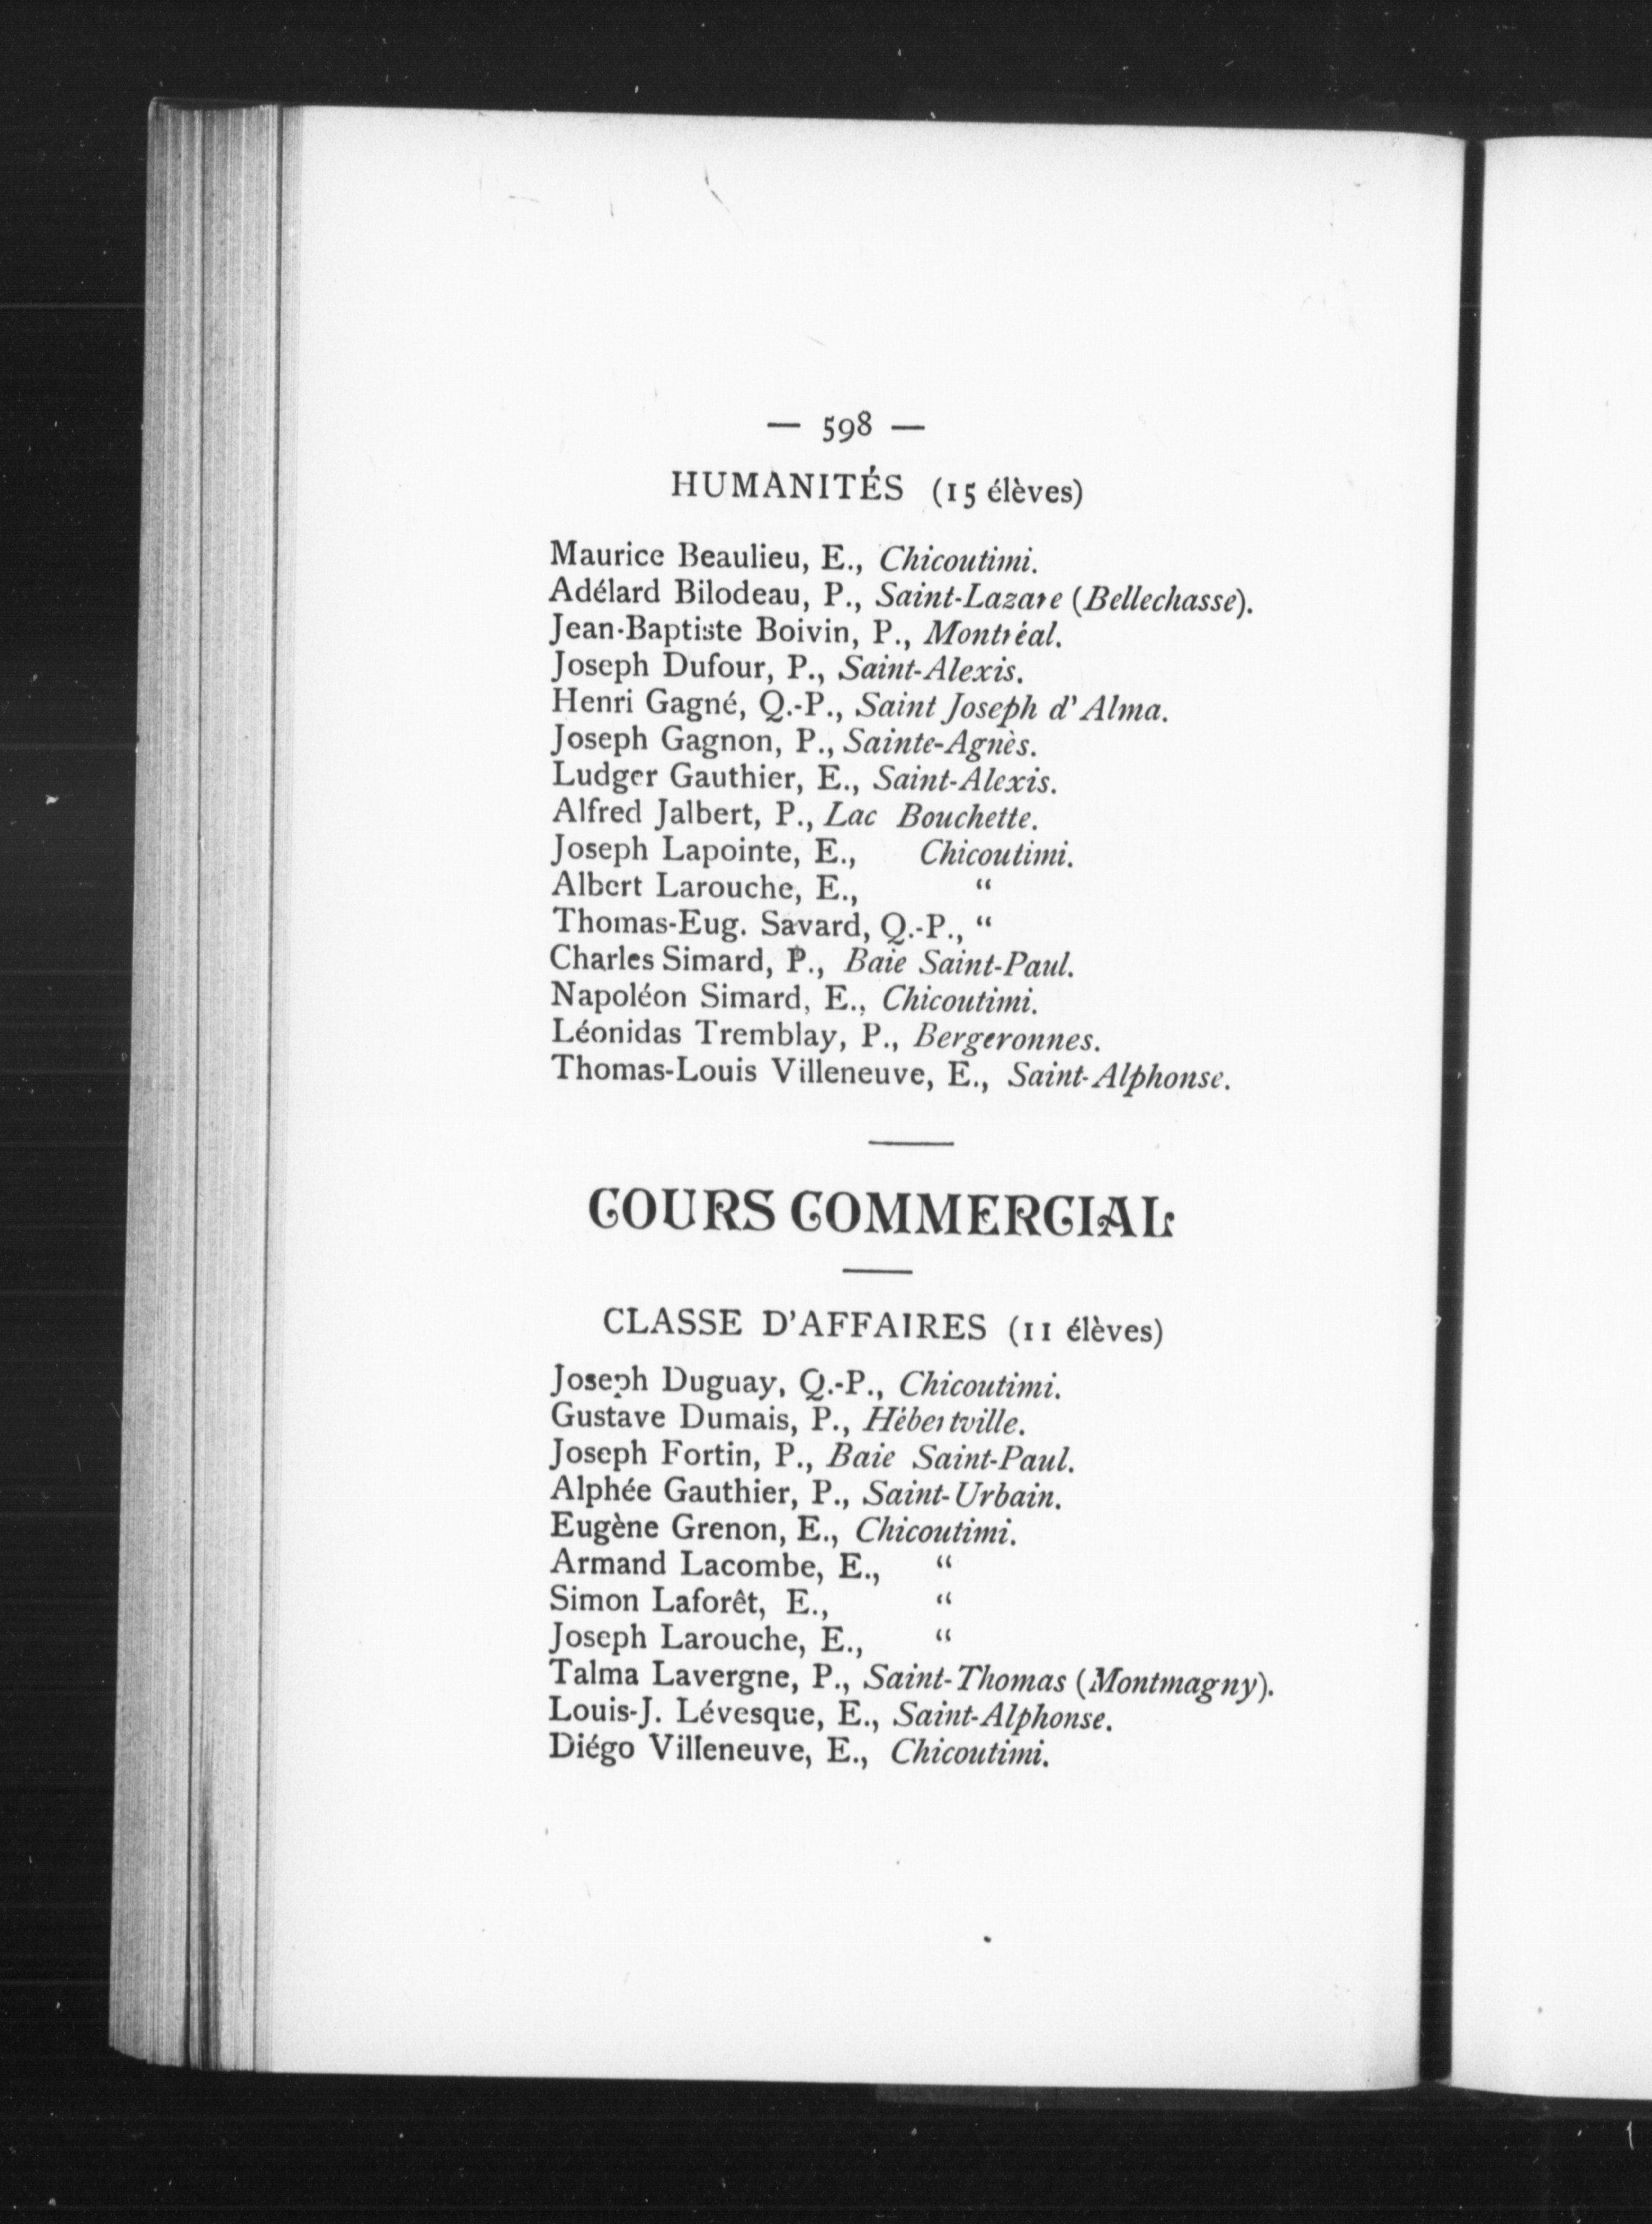 — 598 —
HUMANITÉS (15 élèves)
Maurice Beaulieu, E., Chicoutimi.
Adélard Bilodeau, P., Saint-Lazare (Bellechasse).
Jean-Baptiste Boivin, P., Montréal.
Joseph Dufour, P., Saint-Alexis.
Henri Gagné, Q.-P., Saint Joseph d'Alma.
Joseph Gagnon, P., Sainte-Agnès.
Ludger Gauthier, E., Saint-Alexis.
Alfred Jalbert, P., Lac Bouchette.
Joseph Lapointe, E., Chicoutimi.
Albert Larouche, E., “
Thomas-Eug. Savard, Q.-P., “
Charles Simard, P., Baie Saint-Paul.
Napoléon Simard, E., Chicoutimi.
Léonidas Tremblay, P., Bergeronnes.
Thomas-Louis Villeneuve, E., Saint-Alphonse.
COURS COMMERCIAL
CLASSE D'AFFAIRES (11 élèves)
Joseph Duguay, Q.-P., Chicoutimi.
Gustave Dumais, P., Hébertville.
Joseph Fortin, P., Baie Saint-Paul.
Alphée Gauthier, P., Saint-Urbain.
Eugène Grenon, E., Chicoutimi.
Armand Lacombe, E., “
Simon Laforêt, E., “
Joseph Larouche, E., “
Talma Lavergne, P., Saint-Thomas (Montmagny).
Louis-J. Lévesque, E., Saint-Alphonse.
Diégo Villeneuve, E., Chicoutimi.